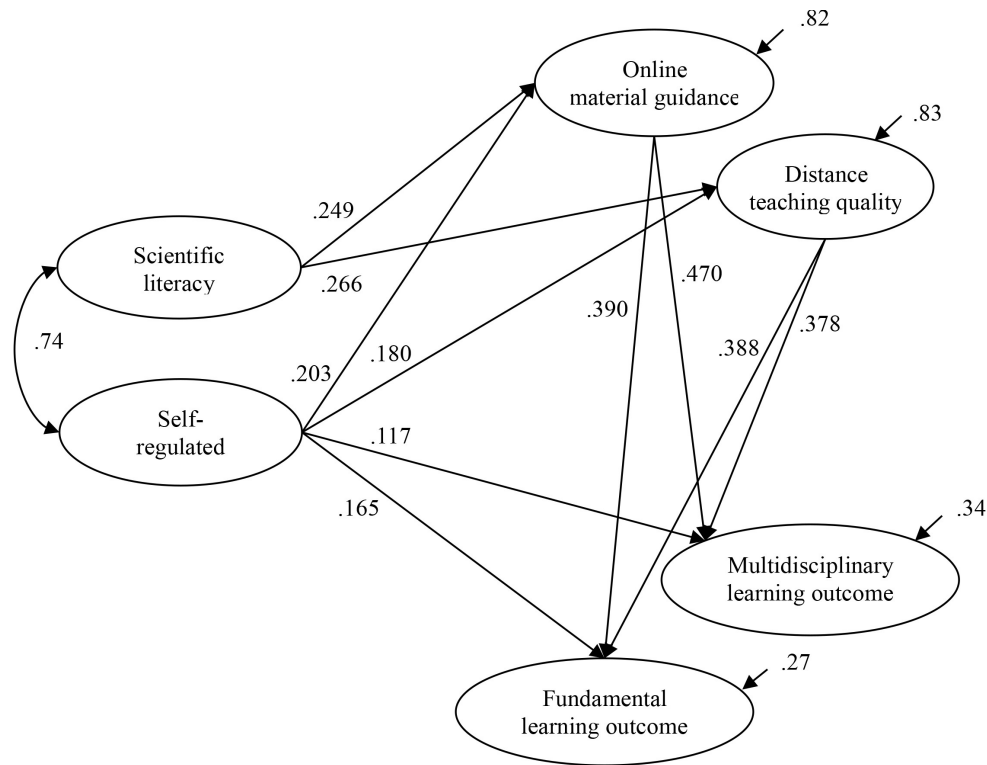 .82
Online
material guidance
.83
Distance
teaching quality
.249
Scientific
literacy
.266
.470
.390
.378
.74
.388
.180
.203
Self-
regulated
.117
.165
.34
Multidisciplinary
learning outcome
.27
Fundamental
learning outcome